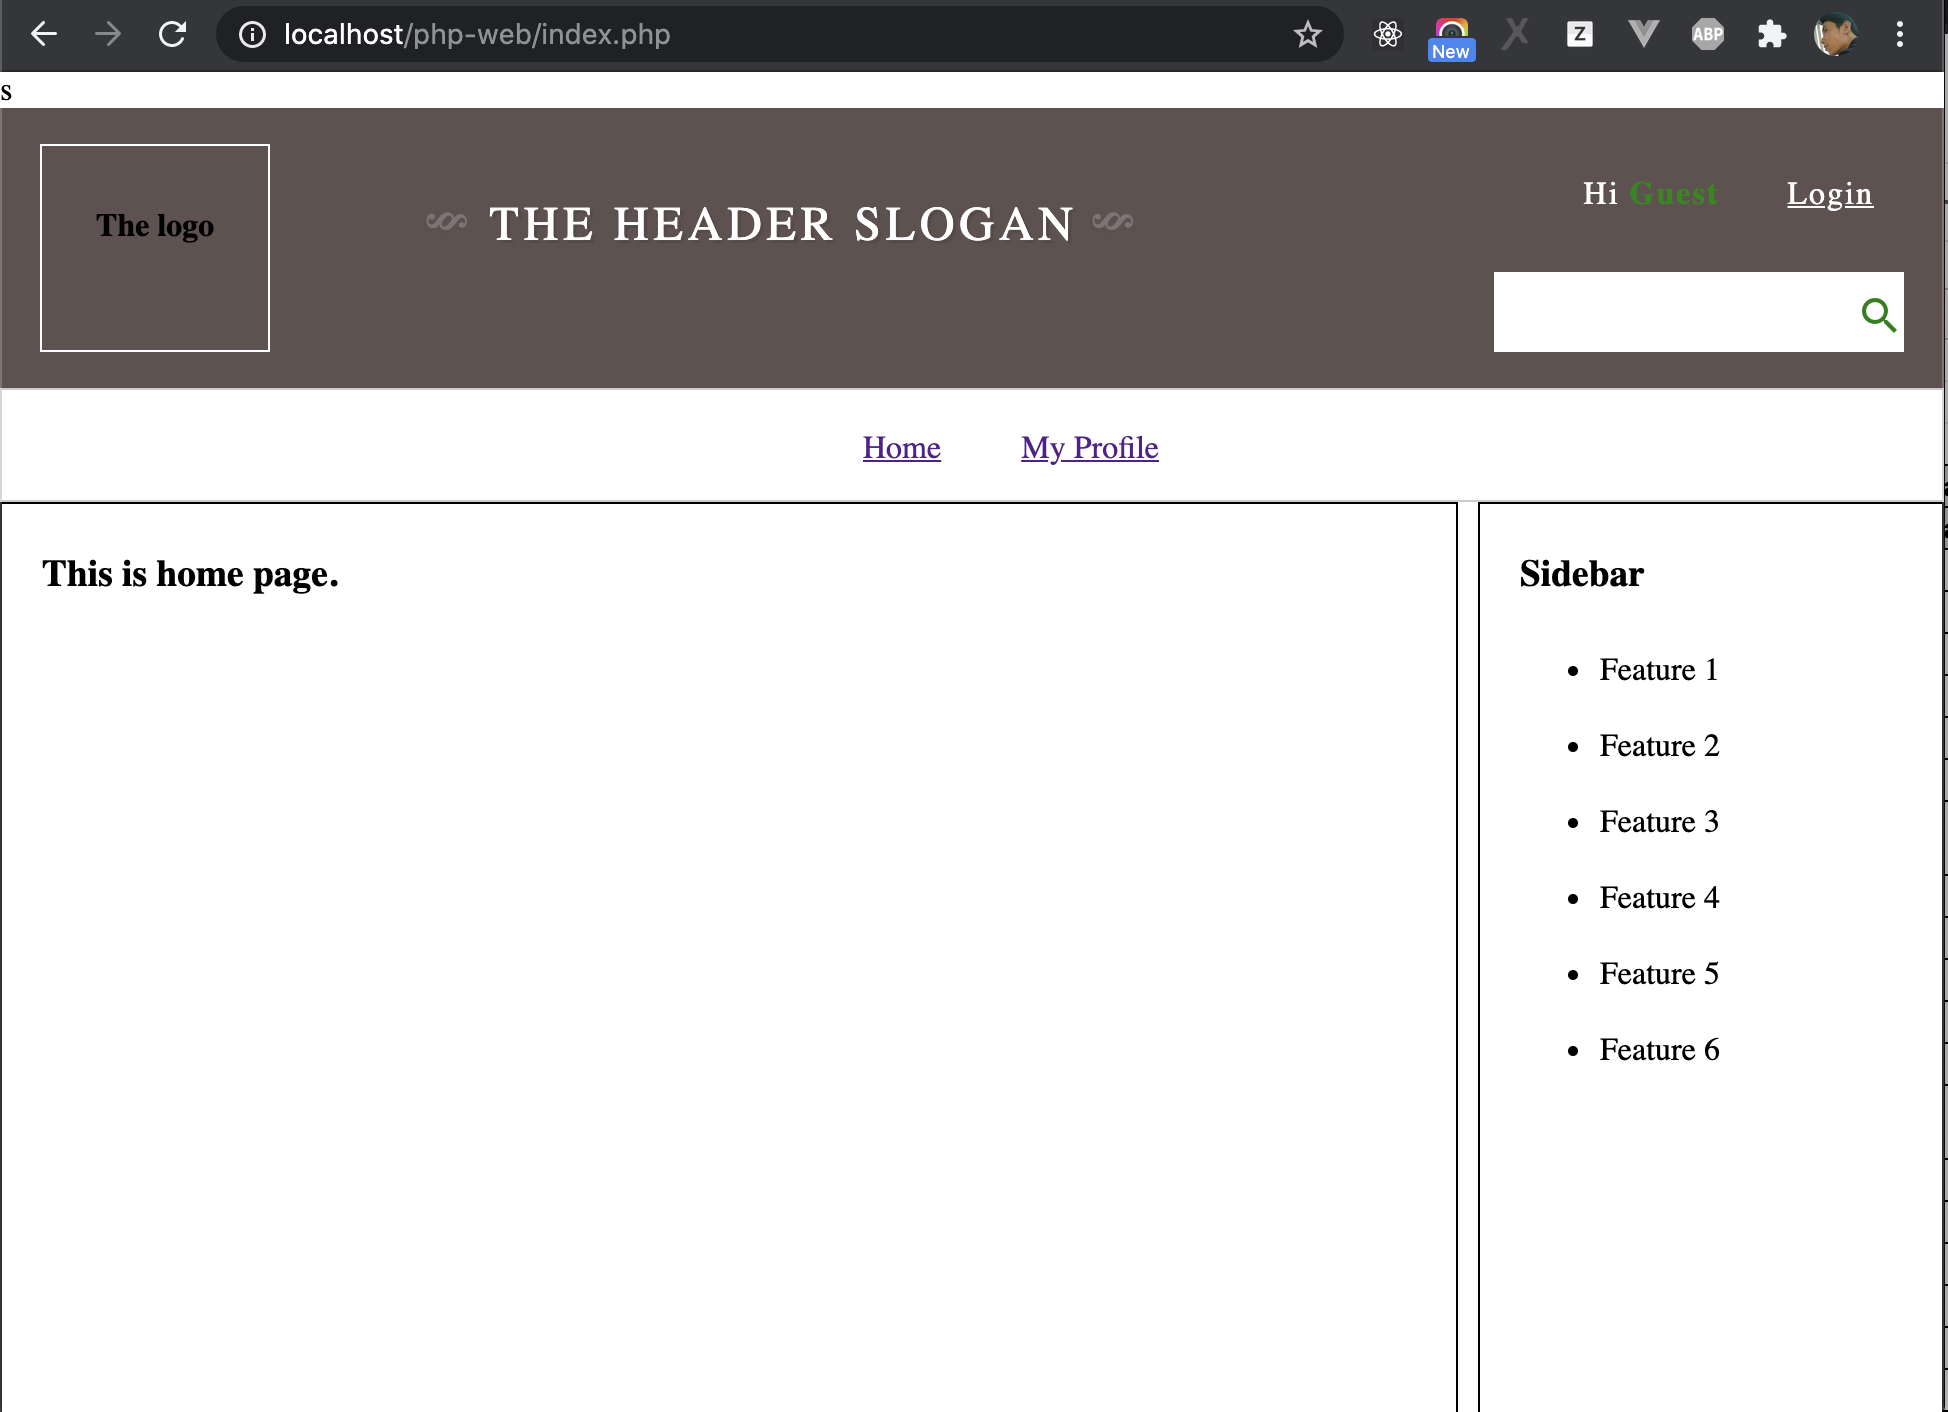 localhost/php-web/index.php
New
Z
ABP
s
The logo
THE HEADER SLOGAN
Hi Guest
Login
Home
My Profile
This is home page.
Sidebar
Feature 1
Feature 2
Feature 3
Feature 4
Feature 5
Feature 6